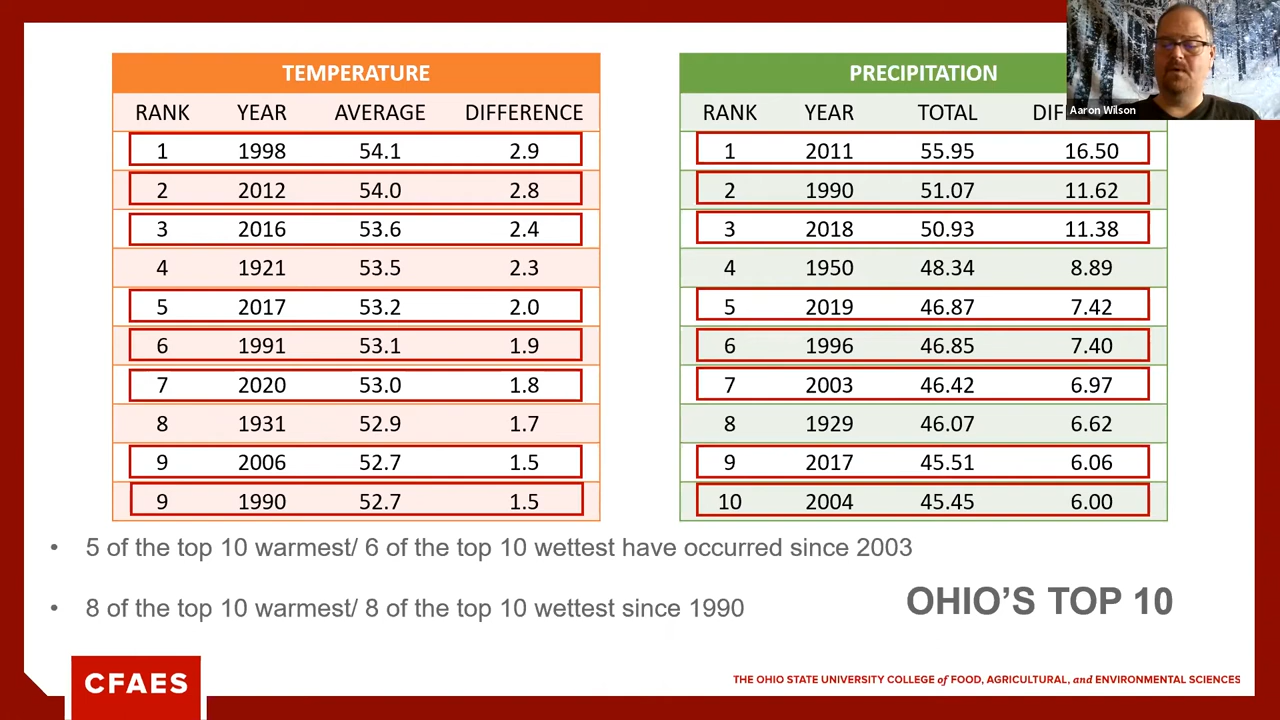 TEMPERATURE
RANK YEAR AVERAGE DIFFERENCE
1 1998 54.1 2.9
2 2012 54.0 2.8
3 2016 53.6 2.4
4 1921 53.5 2.3
5 2017 53.2 2.0
6 1991 53.1 1.9
7 2020 53.0 1.8
8 1931 52.9 1.7
9 2006 52.7 1.5
9 1990 52.7 1.5
PRECIPITATION
RANK YEAR TOTAL
1 2011 55.95 16.50
2 1990 51.07 11.62
3 2018 50.93 11.38
4 1950 48.34 8.89
5 2019 46.87 7.42
6 1996 46.85 7.40
7 2003 46.42 6.97
8 1929 46.07 6.62
9 2017 45.51 6.06
10 2004 45.45 6.00
Aaron Wilson
• 5 of the top 10 warmest/ 6 of the top 10 wettest have occurred since 2003
• 8 of the top 10 warmest/ 8 of the top 10 wettest since 1990
OHIO'S TOP 10
CFAES
THE OHIO STATE UNIVERSITY COLLEGE of FOOD, AGRICULTURAL, and ENVIRONMENTAL SCIENCES